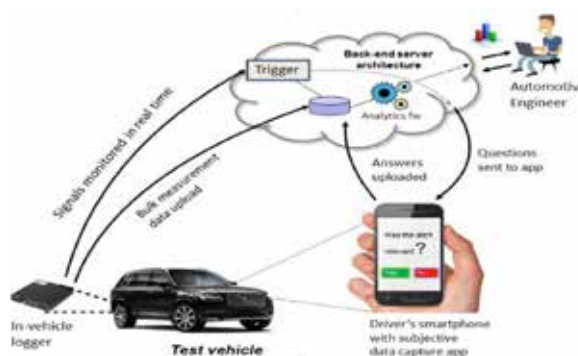 Back-end server
architecture
Trigger
Analytics fw
Automotive
Engineer
Signals monitored in real time
Bulk measurement
data upload
Answers
uploaded
Questions
sent to app
Was the alert
relevant?
In-vehicle
logger
Test vehicle
Driver's smartphone
with subjective
data capture app